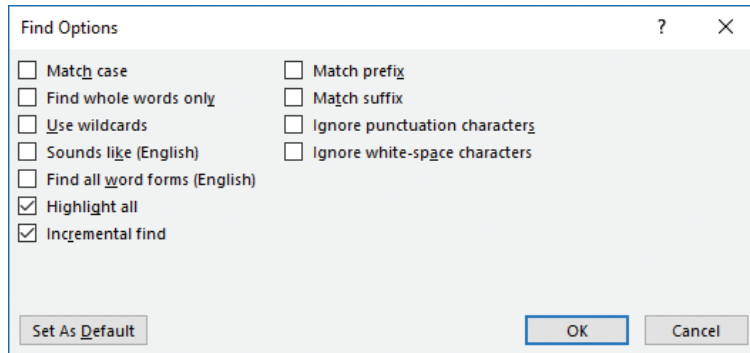 Find Options
Match case
Find whole words only
Use wildcards
Sounds like (English)
Find all word forms (English)
Highlight all
Incremental find
Match prefix
Match suffix
Ignore punctuation characters
Ignore white-space characters
Set As Default
OK
Cancel